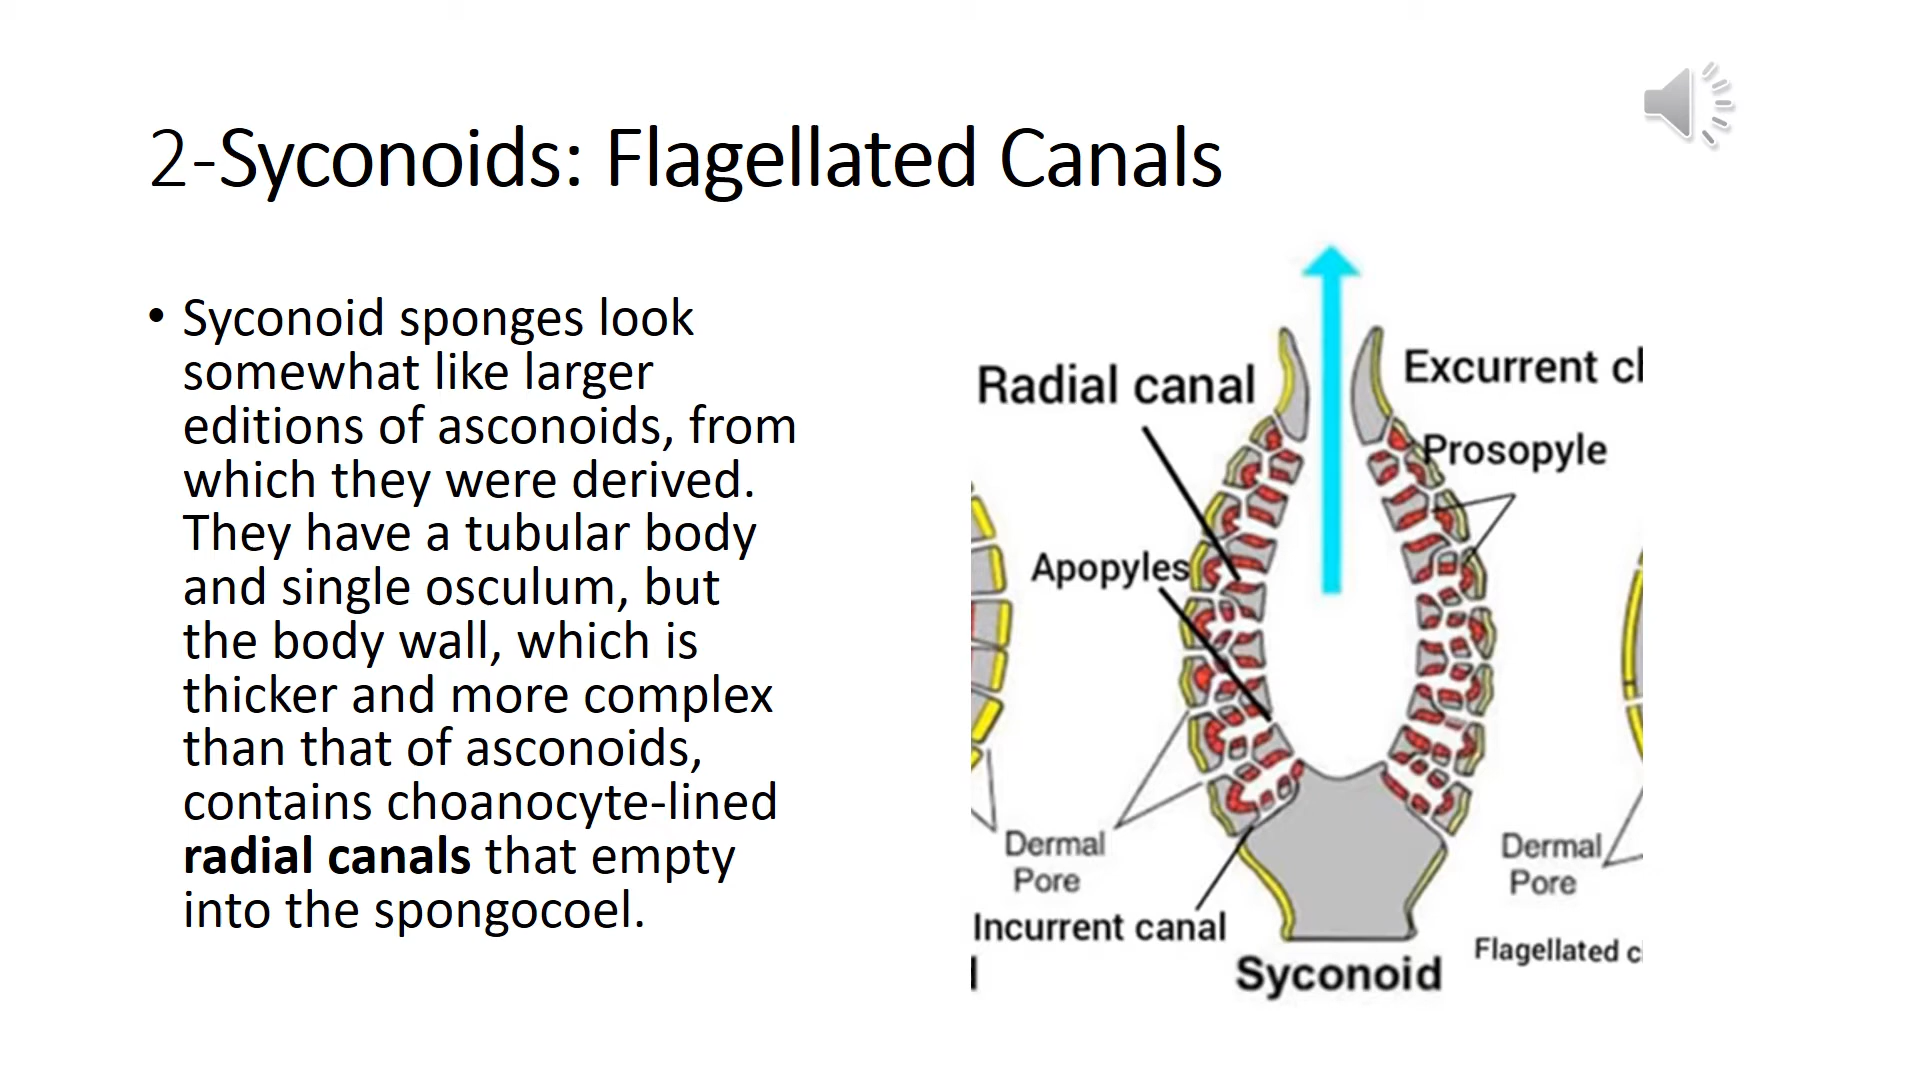 2-Syconoids: Flagellated Canals
• Syconoid sponges look
somewhat like larger
editions of asconoids, from
which they were derived.
They have a tubular body
and single osculum, but
the body wall, which is
thicker and more complex
than that of asconoids,
contains choanocyte-lined
radial canals that empty
into the spongocoel.
Radial canal
Excurrent
Prosopyle
Apopyles
Dermal
Pore
Incurrent canal
Syconoid
Dermal
Pore
Flagellated